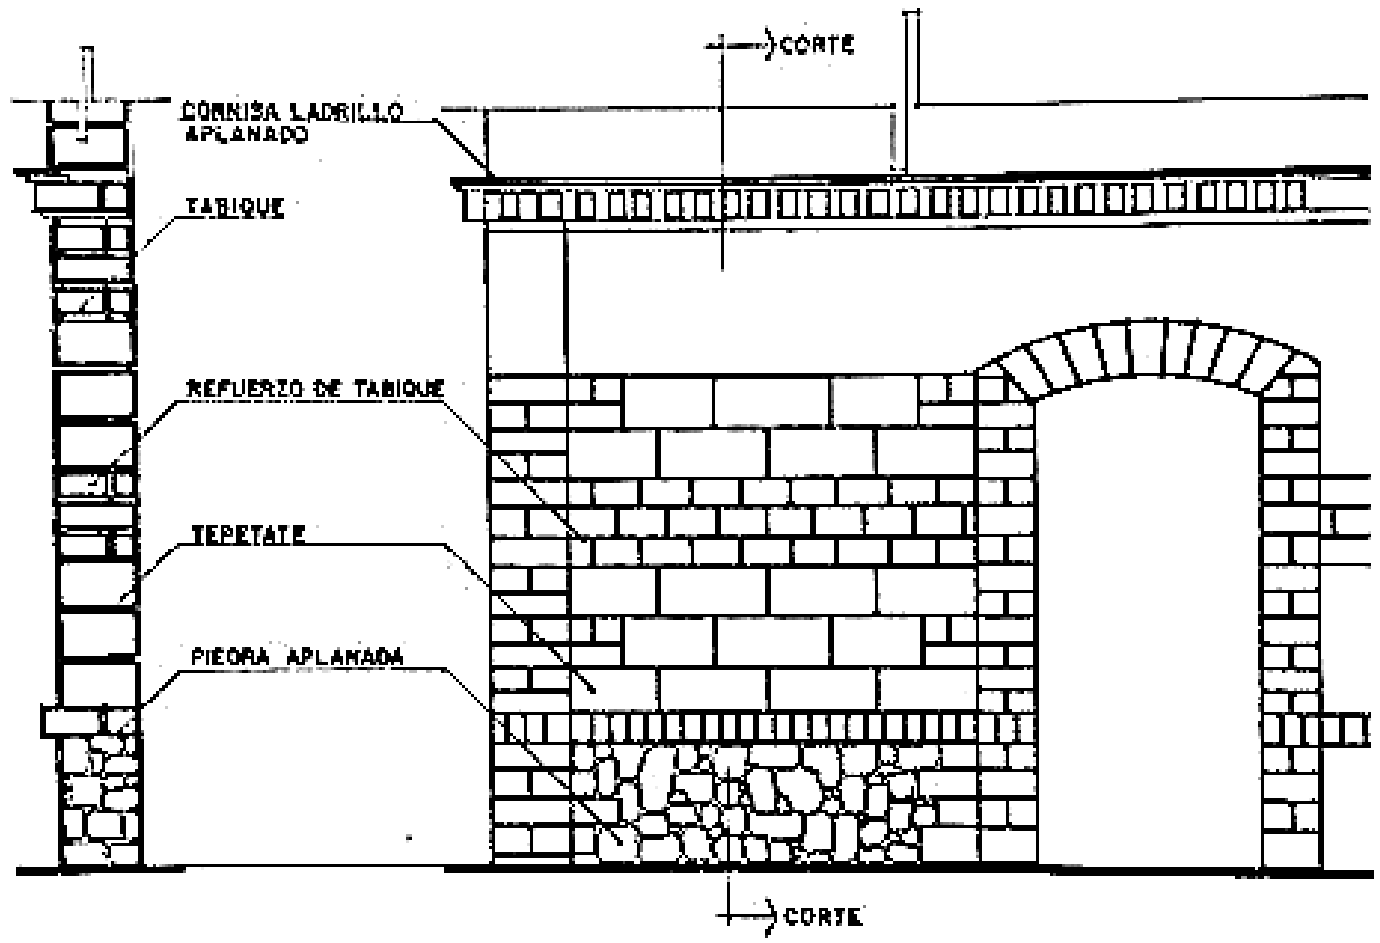 CORTE
CORNISA LADRILLO
APLANADO
TABIQUE
REFUERZO DE TABIQUE
TEPETATE
PIEDRA APLANADA
CORTE